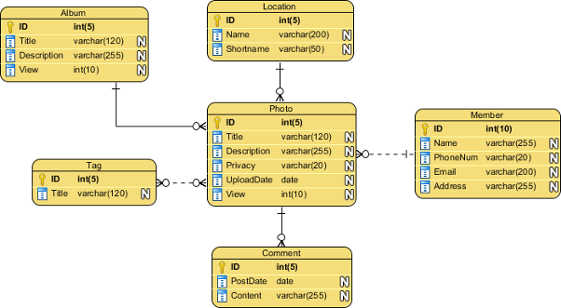 Album
ID int(5)
Title varchar(120) N
Description varchar(255) N
View int(10) N
Location
ID int(5)
Name varchar(200) N
Shortname varchar(50) N
Photo
ID int(5)
Title varchar(120) N
Description varchar(255) N
Privacy varchar(20) N
UploadDate date N
View int(10) N
Member
ID int(10)
Name varchar(255) N
PhoneNum varchar(20) N
Email varchar(200) N
Address varchar(255) N
Tag
ID int(5)
Title varchar(120) N
Comment
ID int(5)
PostDate date N
Content varchar(255) N